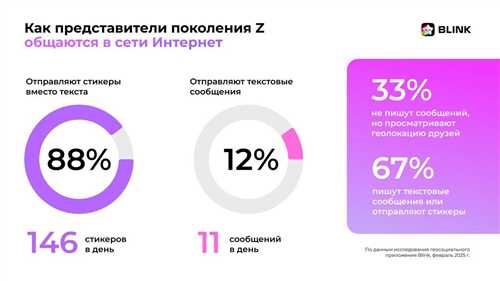 Как представители поколения Z
общаются в сети Интернет
BLINK
Отправляют стикеры
вместо текста
88%
146 стикеров
в день
Отправляют текстовые
сообщения
12%
11 сообщений
в день
33%
не пишут сообщений,
но просматривают
геолокацию друзей
67%
пишут текстовые
сообщения или
отправляют стикеры
По данным исследования геосоциального
приложения Blink, февраль 2025 г.